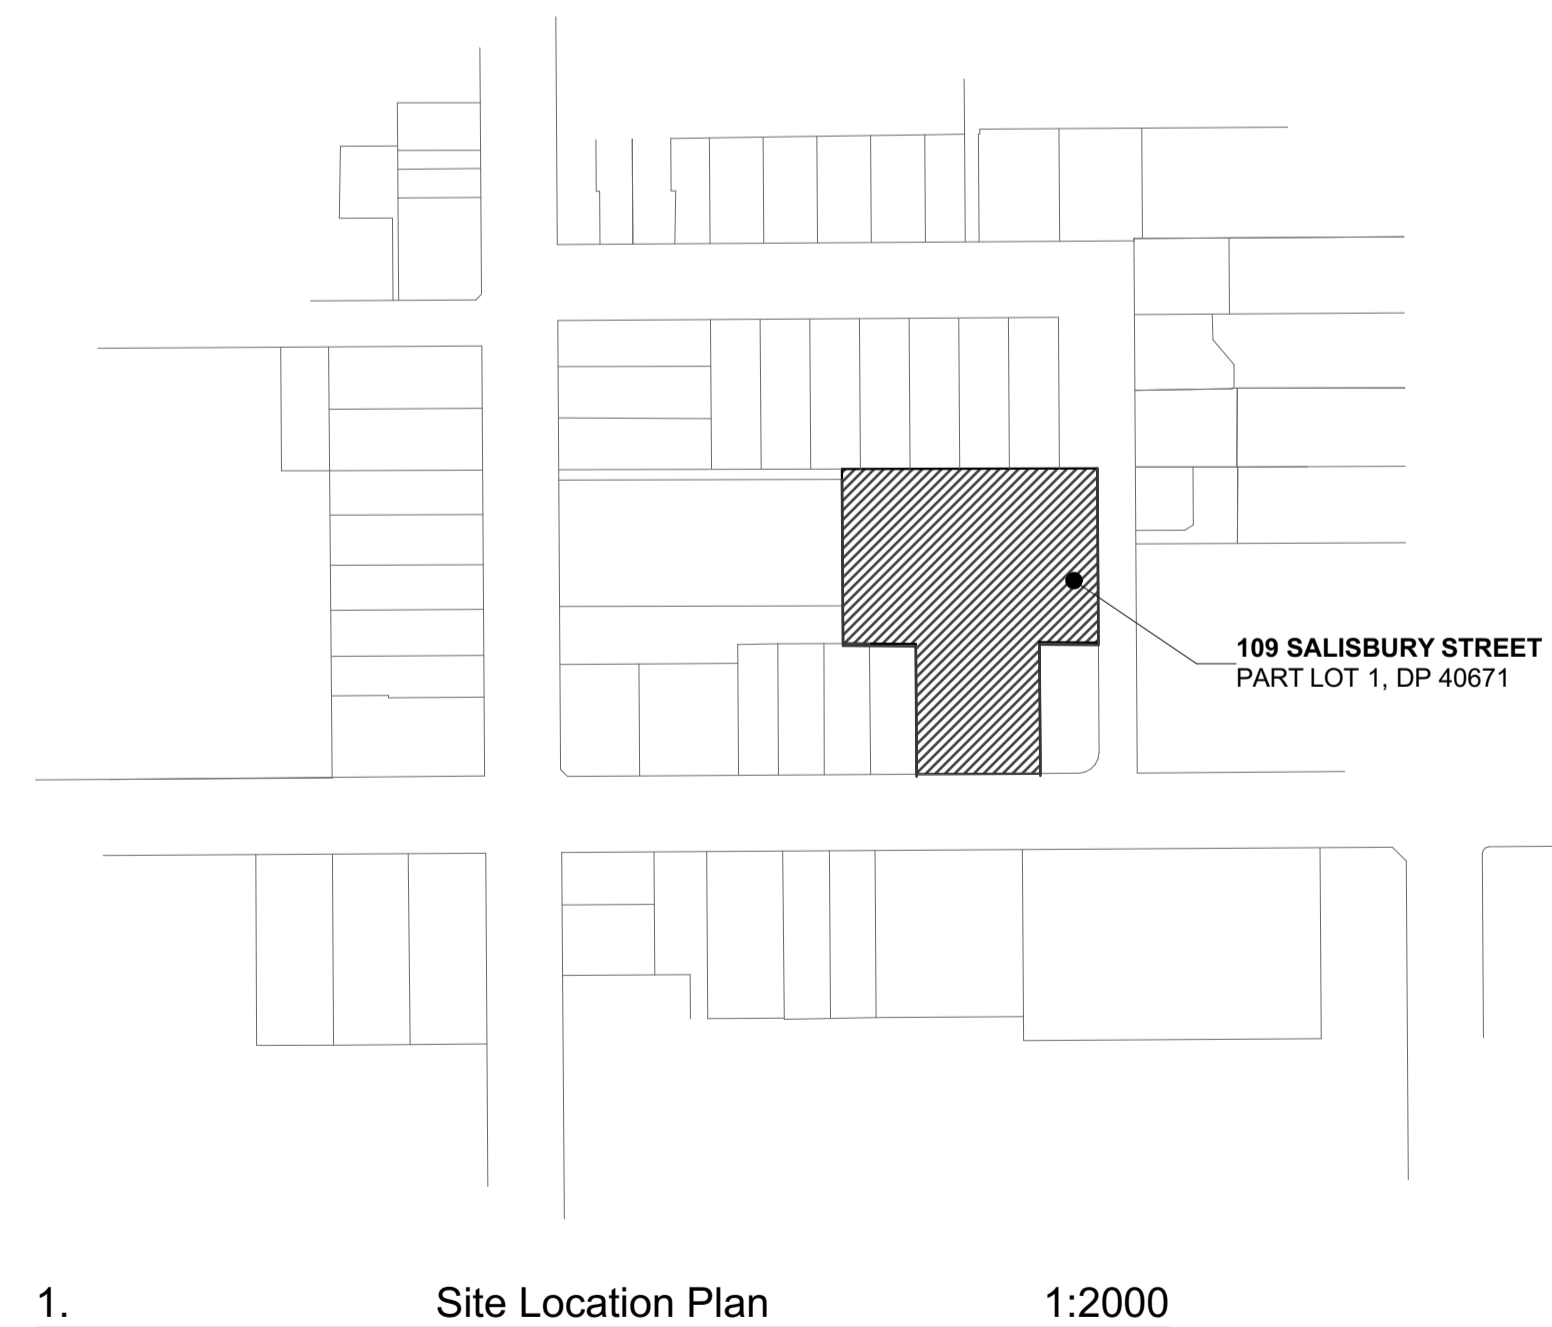 109 SALISBURY STREET
PART LOT 1, DP 40671
1. Site Location Plan 1:2000